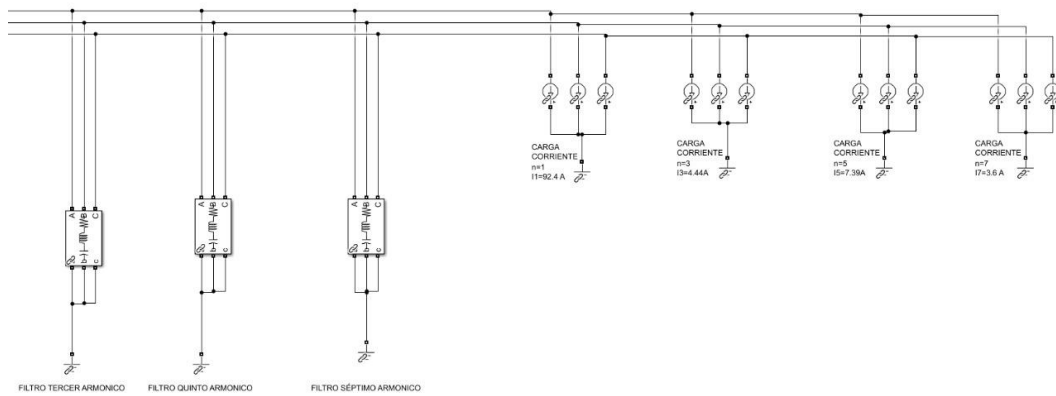 CARGA
CORRIENTE
n=1
I1=92.4 A
CARGA
CORRIENTE
n=3
I3=4.44A
CARGA
CORRIENTE
n=5
I5=7.39A
CARGA
CORRIENTE
n=7
I7=3.6 A
A B C
A B C
A B C
a b c
a b c
a b c
FILTRO TERCER ARMONICO
FILTRO QUINTO ARMONICO
FILTRO SÉPTIMO ARMONICO